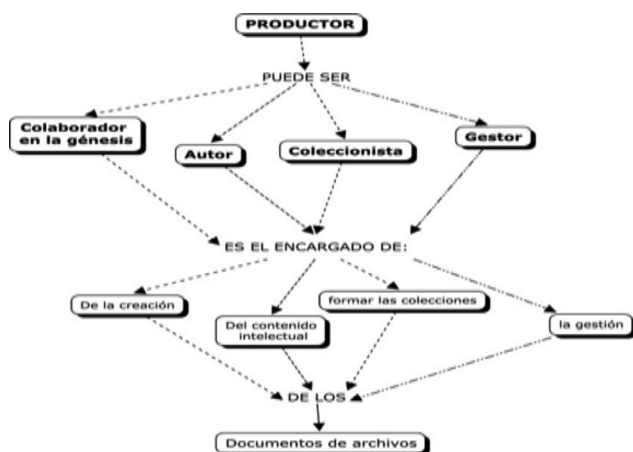 PRODUCTOR
PUEDE SER
Colaborador
en la génesis
Autor
Coleccionista
Gestor
ES EL ENCARGADO DE:
De la creación
Del contenido
intelectual
formar las colecciones
la gestión
DE LOS
Documentos de archivos